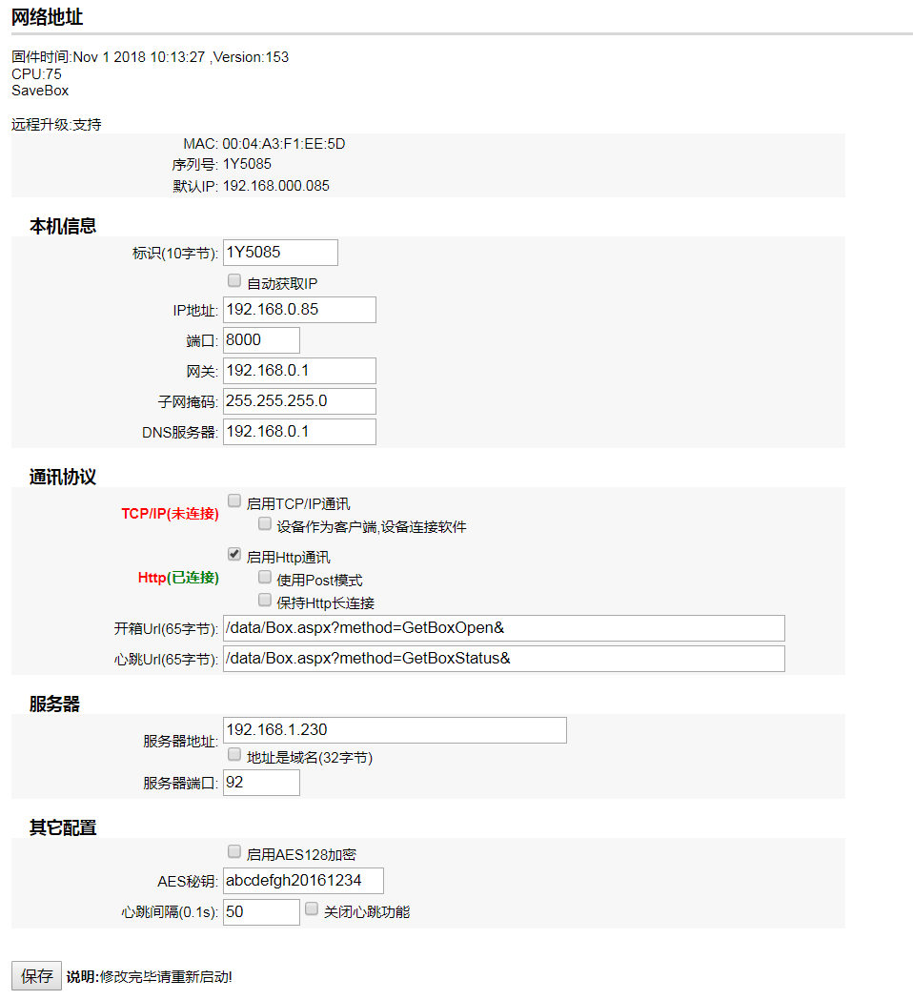 网络地址
固件时间:Nov 1 2018 10:13:27 ,Version:153
CPU:75
SaveBox
远程升级:支持
MAC: 00:04:A3:F1:EE:5D
序列号: 1Y5085
默认IP: 192.168.000.085
本机信息
标识(10字节): 1Y5085
自动获取IP
IP地址: 192.168.0.85
端口: 8000
网关: 192.168.0.1
子网掩码: 255.255.255.0
DNS服务器: 192.168.0.1
通讯协议
TCP/IP(未连接) 启用TCP/IP通讯
设备作为客户端,设备连接软件
启用Http通讯
Http(已连接) 使用Post模式
保持Http长连接
开箱Url(65字节): /data/Box.aspx?method=GetBoxOpen&
心跳Url(65字节): /data/Box.aspx?method=GetBoxStatus&
服务器
服务器地址: 192.168.1.230
地址是域名(32字节)
服务器端口: 92
其它配置
启用AES128加密
AES秘钥: abcdefgh20161234
心跳间隔(0.1s): 50 关闭心跳功能
保存 说明:修改完毕请重新启动!